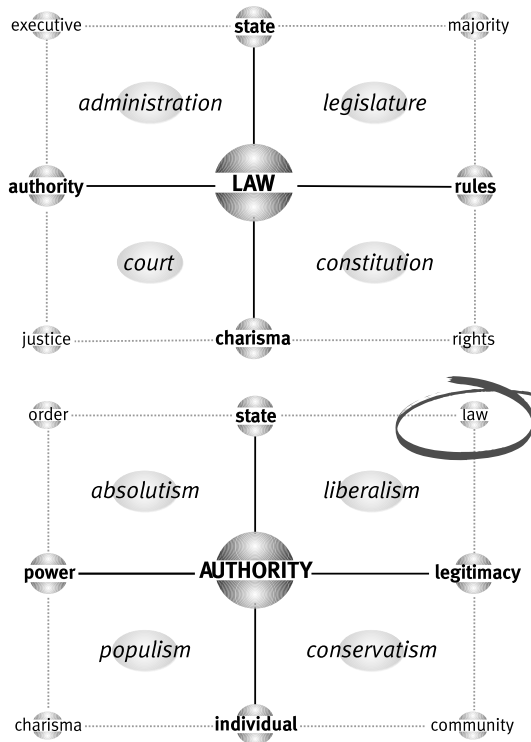 executive state majority
administration legislature
authority LAW rules
court constitution
justice charisma rights
order state law
absolutism liberalism
power AUTHORITY legitimacy
populism conservatism
charisma individual community